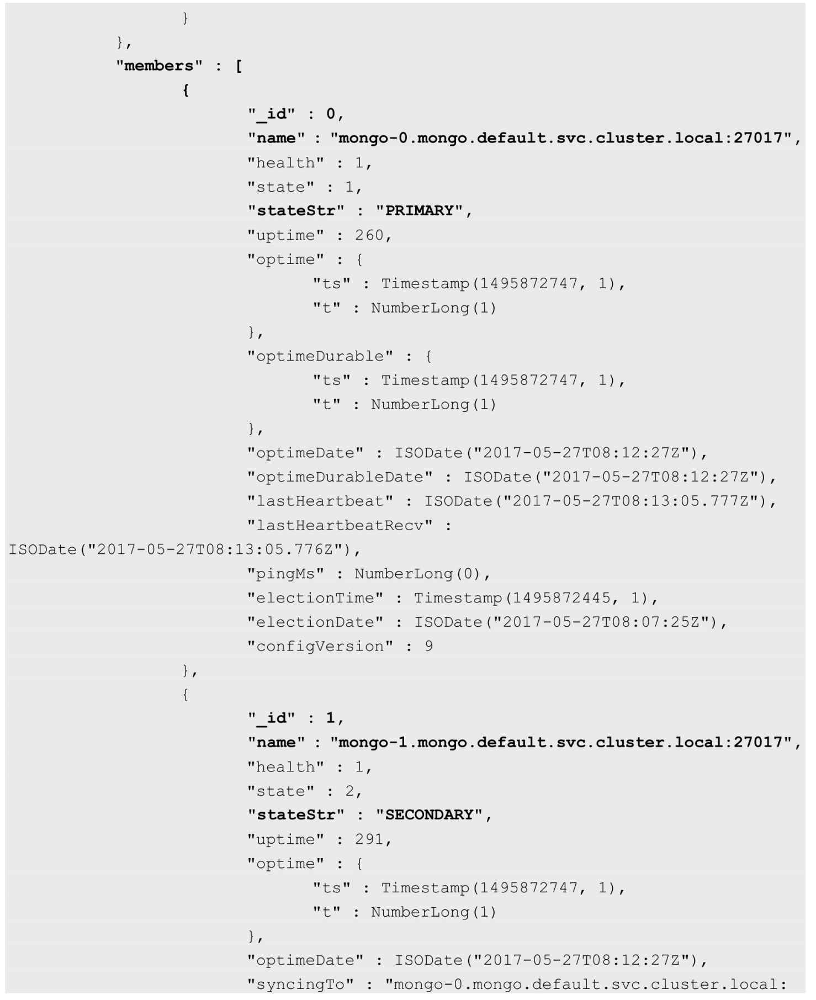 }
},
"members" : [
{
"_id" : 0,
"name" : "mongo-0.mongo.default.svc.cluster.local:27017",
"health" : 1,
"state" : 1,
"stateStr" : "PRIMARY",
"uptime" : 260,
"optime" : {
"ts" : Timestamp(1495872747, 1),
"t" : NumberLong(1)
},
"optimeDurable" : {
"ts" : Timestamp(1495872747, 1),
"t" : NumberLong(1)
},
"optimeDate" : ISODate("2017-05-27T08:12:27Z"),
"optimeDurableDate" : ISODate("2017-05-27T08:12:27Z"),
"lastHeartbeat" : ISODate("2017-05-27T08:13:05.777Z"),
"lastHeartbeatRecv" :
ISODate("2017-05-27T08:13:05.776Z"),
"pingMs" : NumberLong(0),
"electionTime" : Timestamp(1495872445, 1),
"electionDate" : ISODate("2017-05-27T08:07:25Z"),
"configVersion" : 9
},
{
"_id" : 1,
"name" : "mongo-1.mongo.default.svc.cluster.local:27017",
"health" : 1,
"state" : 2,
"stateStr" : "SECONDARY",
"uptime" : 291,
"optime" : {
"ts" : Timestamp(1495872747, 1),
"t" : NumberLong(1)
},
"optimeDate" : ISODate("2017-05-27T08:12:27Z"),
"syncingTo" : "mongo-0.mongo.default.svc.cluster.local: